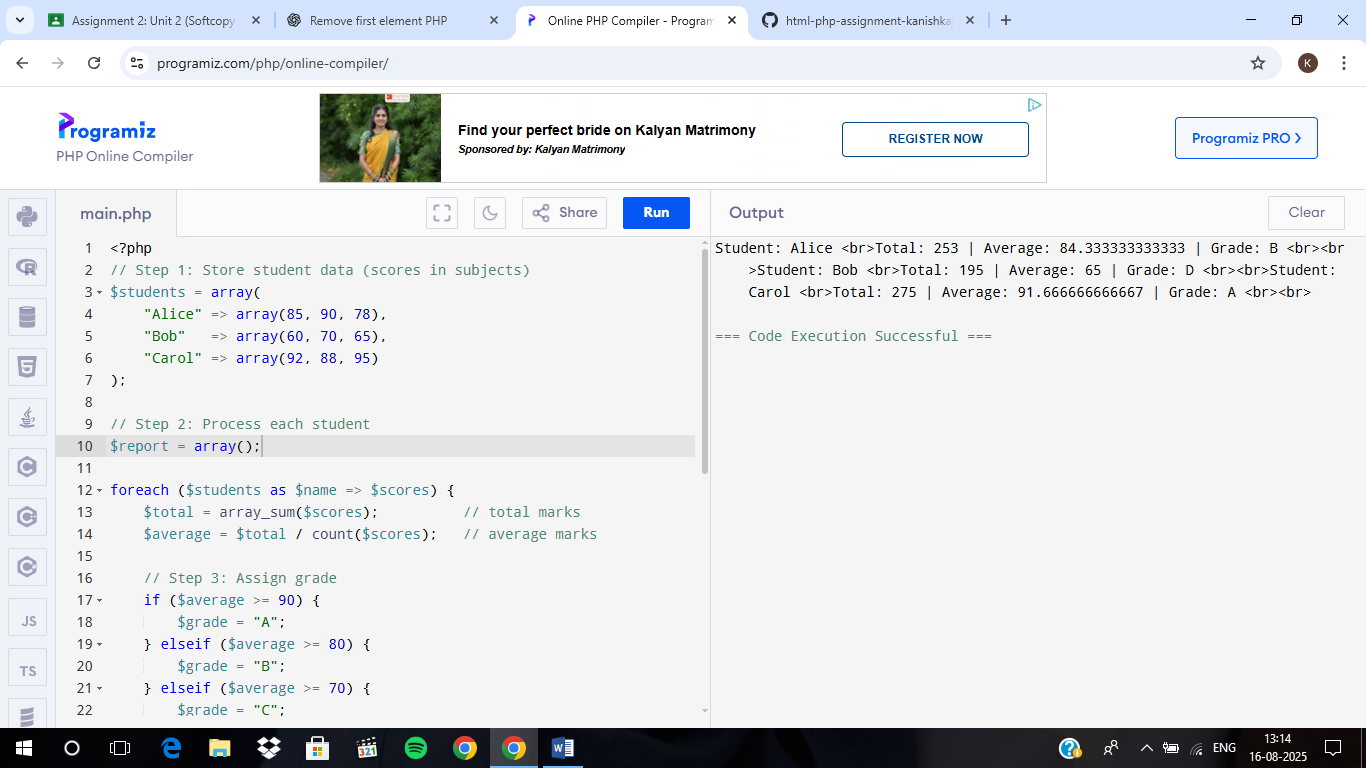 Assignment 2: Unit 2 (Softcopy
Remove first element PHP
Online PHP Compiler - Program
html-php-assignment-kanishka
programiz.com/php/online-compiler/
K
Programiz
PHP Online Compiler
Find your perfect bride on Kalyan Matrimony
Sponsored by: Kalyan Matrimony
REGISTER NOW
Programiz PRO >
main.php
Share
Run
Output
Clear
1 <?php
2 // Step 1: Store student data (scores in subjects)
3 $students = array(
4     "Alice" => array(85, 90, 78),
5     "Bob"   => array(60, 70, 65),
6     "Carol" => array(92, 88, 95)
7 );
8
9 // Step 2: Process each student
10 $report = array();
11
12 foreach ($students as $name => $scores) {
13     $total = array_sum($scores);          // total marks
14     $average = $total / count($scores);   // average marks
15
16     // Step 3: Assign grade
17     if ($average >= 90) {
18         $grade = "A";
19     } elseif ($average >= 80) {
20         $grade = "B";
21     } elseif ($average >= 70) {
22         $grade = "C";
Student: Alice <br>Total: 253 | Average: 84.333333333333 | Grade: B <br><br
>Student: Bob <br>Total: 195 | Average: 65 | Grade: D <br><br>Student:
Carol <br>Total: 275 | Average: 91.666666666667 | Grade: A <br><br>
=== Code Execution Successful ===
JS
TS
321
ENG
13:14
16-08-2025